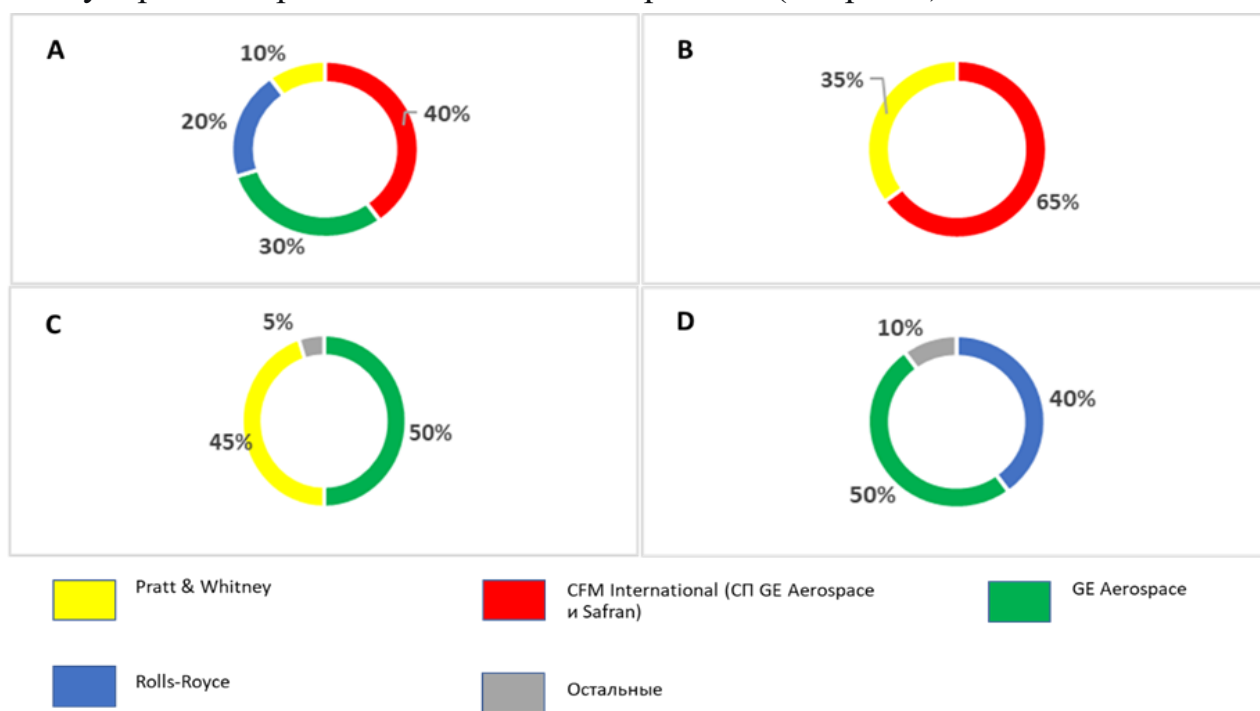 A
10%
40%
20%
30%
B
35%
65%
C
5%
45%
50%
D
10%
40%
50%
Pratt & Whitney
CFM International (СП GE Aerospace
и Safran)
GE Aerospace
Rolls-Royce
Остальные